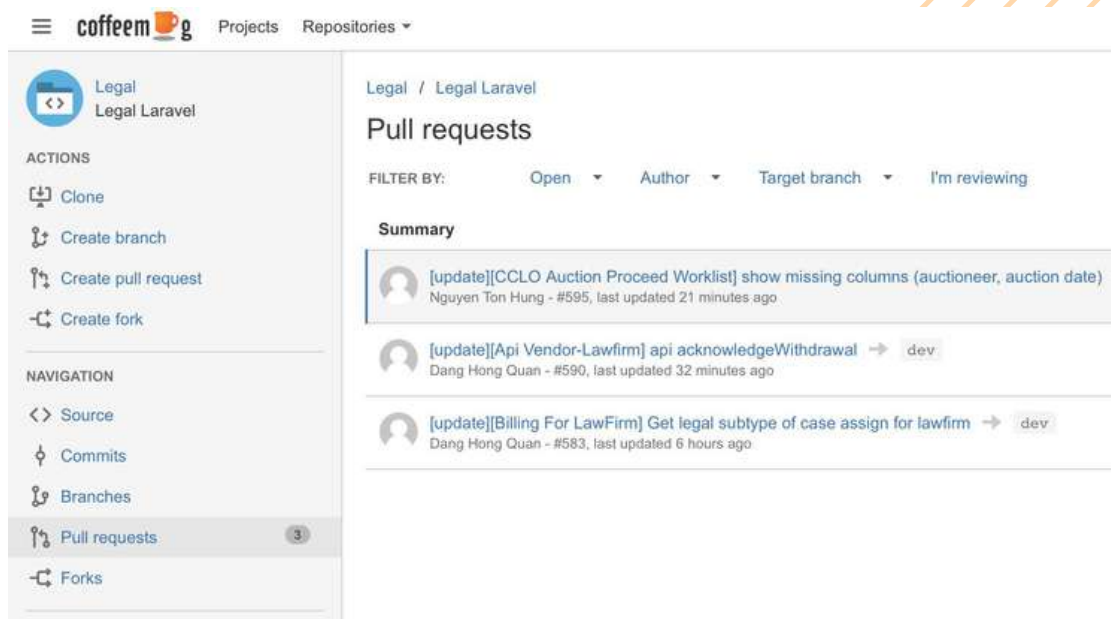 coffeemg Projects Repositories
Legal
Legal Laravel
ACTIONS
Clone
Create branch
Create pull request
Create fork
NAVIGATION
Source
Commits
Branches
Pull requests 3
Forks
Legal / Legal Laravel
Pull requests
FILTER BY: Open Author Target branch I'm reviewing
Summary
[update][CCLO Auction Proceed Worklist] show missing columns (auctioneer, auction date)
Nguyen Ton Hung - #595, last updated 21 minutes ago
[update][Api Vendor-Lawfirm] api acknowledgeWithdrawal → dev
Dang Hong Quan - #590, last updated 32 minutes ago
[update][Billing For LawFirm] Get legal subtype of case assign for lawfirm → dev
Dang Hong Quan - #583, last updated 6 hours ago